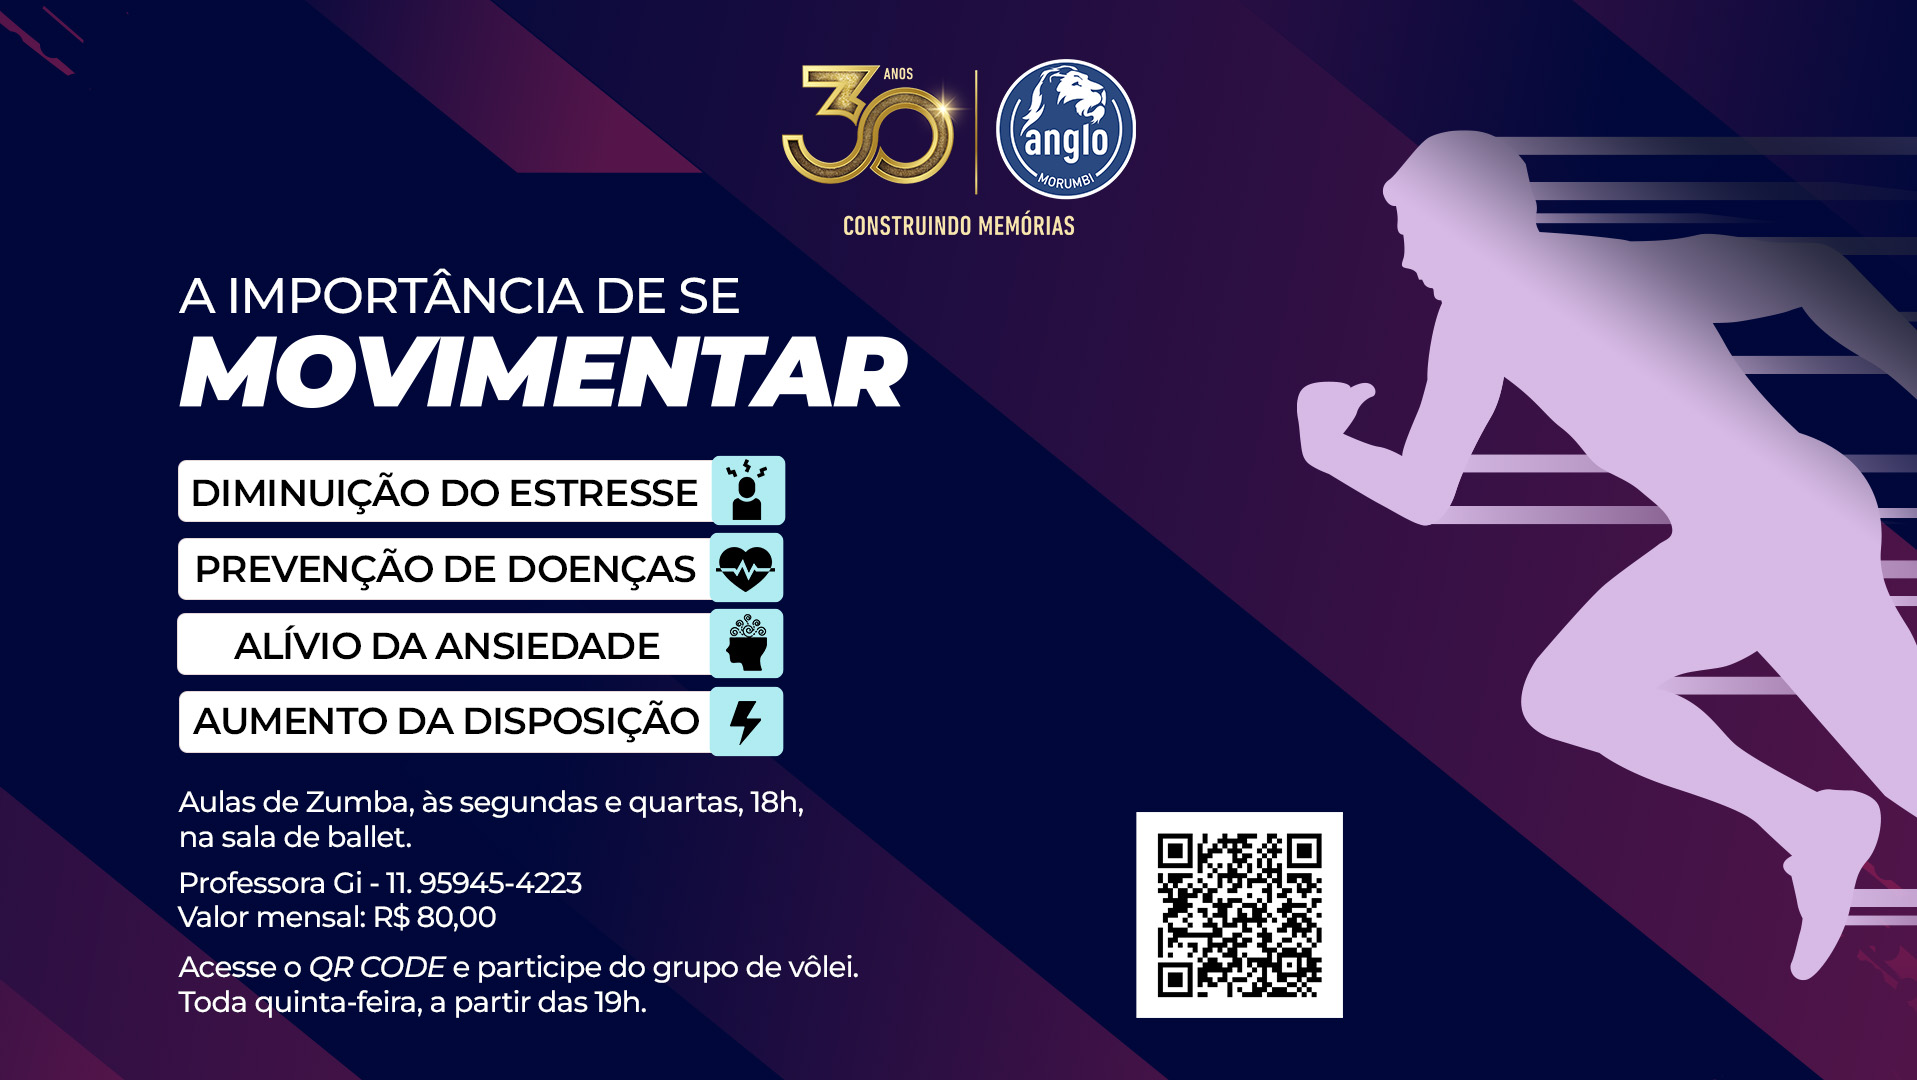 30 ANOS
anglo
MORUMBI
CONSTRUINDO MEMÓRIAS
A IMPORTÂNCIA DE SE
MOVIMENTAR
DIMINUIÇÃO DO ESTRESSE
PREVENÇÃO DE DOENÇAS
ALÍVIO DA ANSIEDADE
AUMENTO DA DISPOSIÇÃO
Aulas de Zumba, às segundas e quartas, 18h,
na sala de ballet.
Professora Gi - 11. 95945-4223
Valor mensal: R$ 80,00
Acesse o QR CODE e participe do grupo de vôlei.
Toda quinta-feira, a partir das 19h.